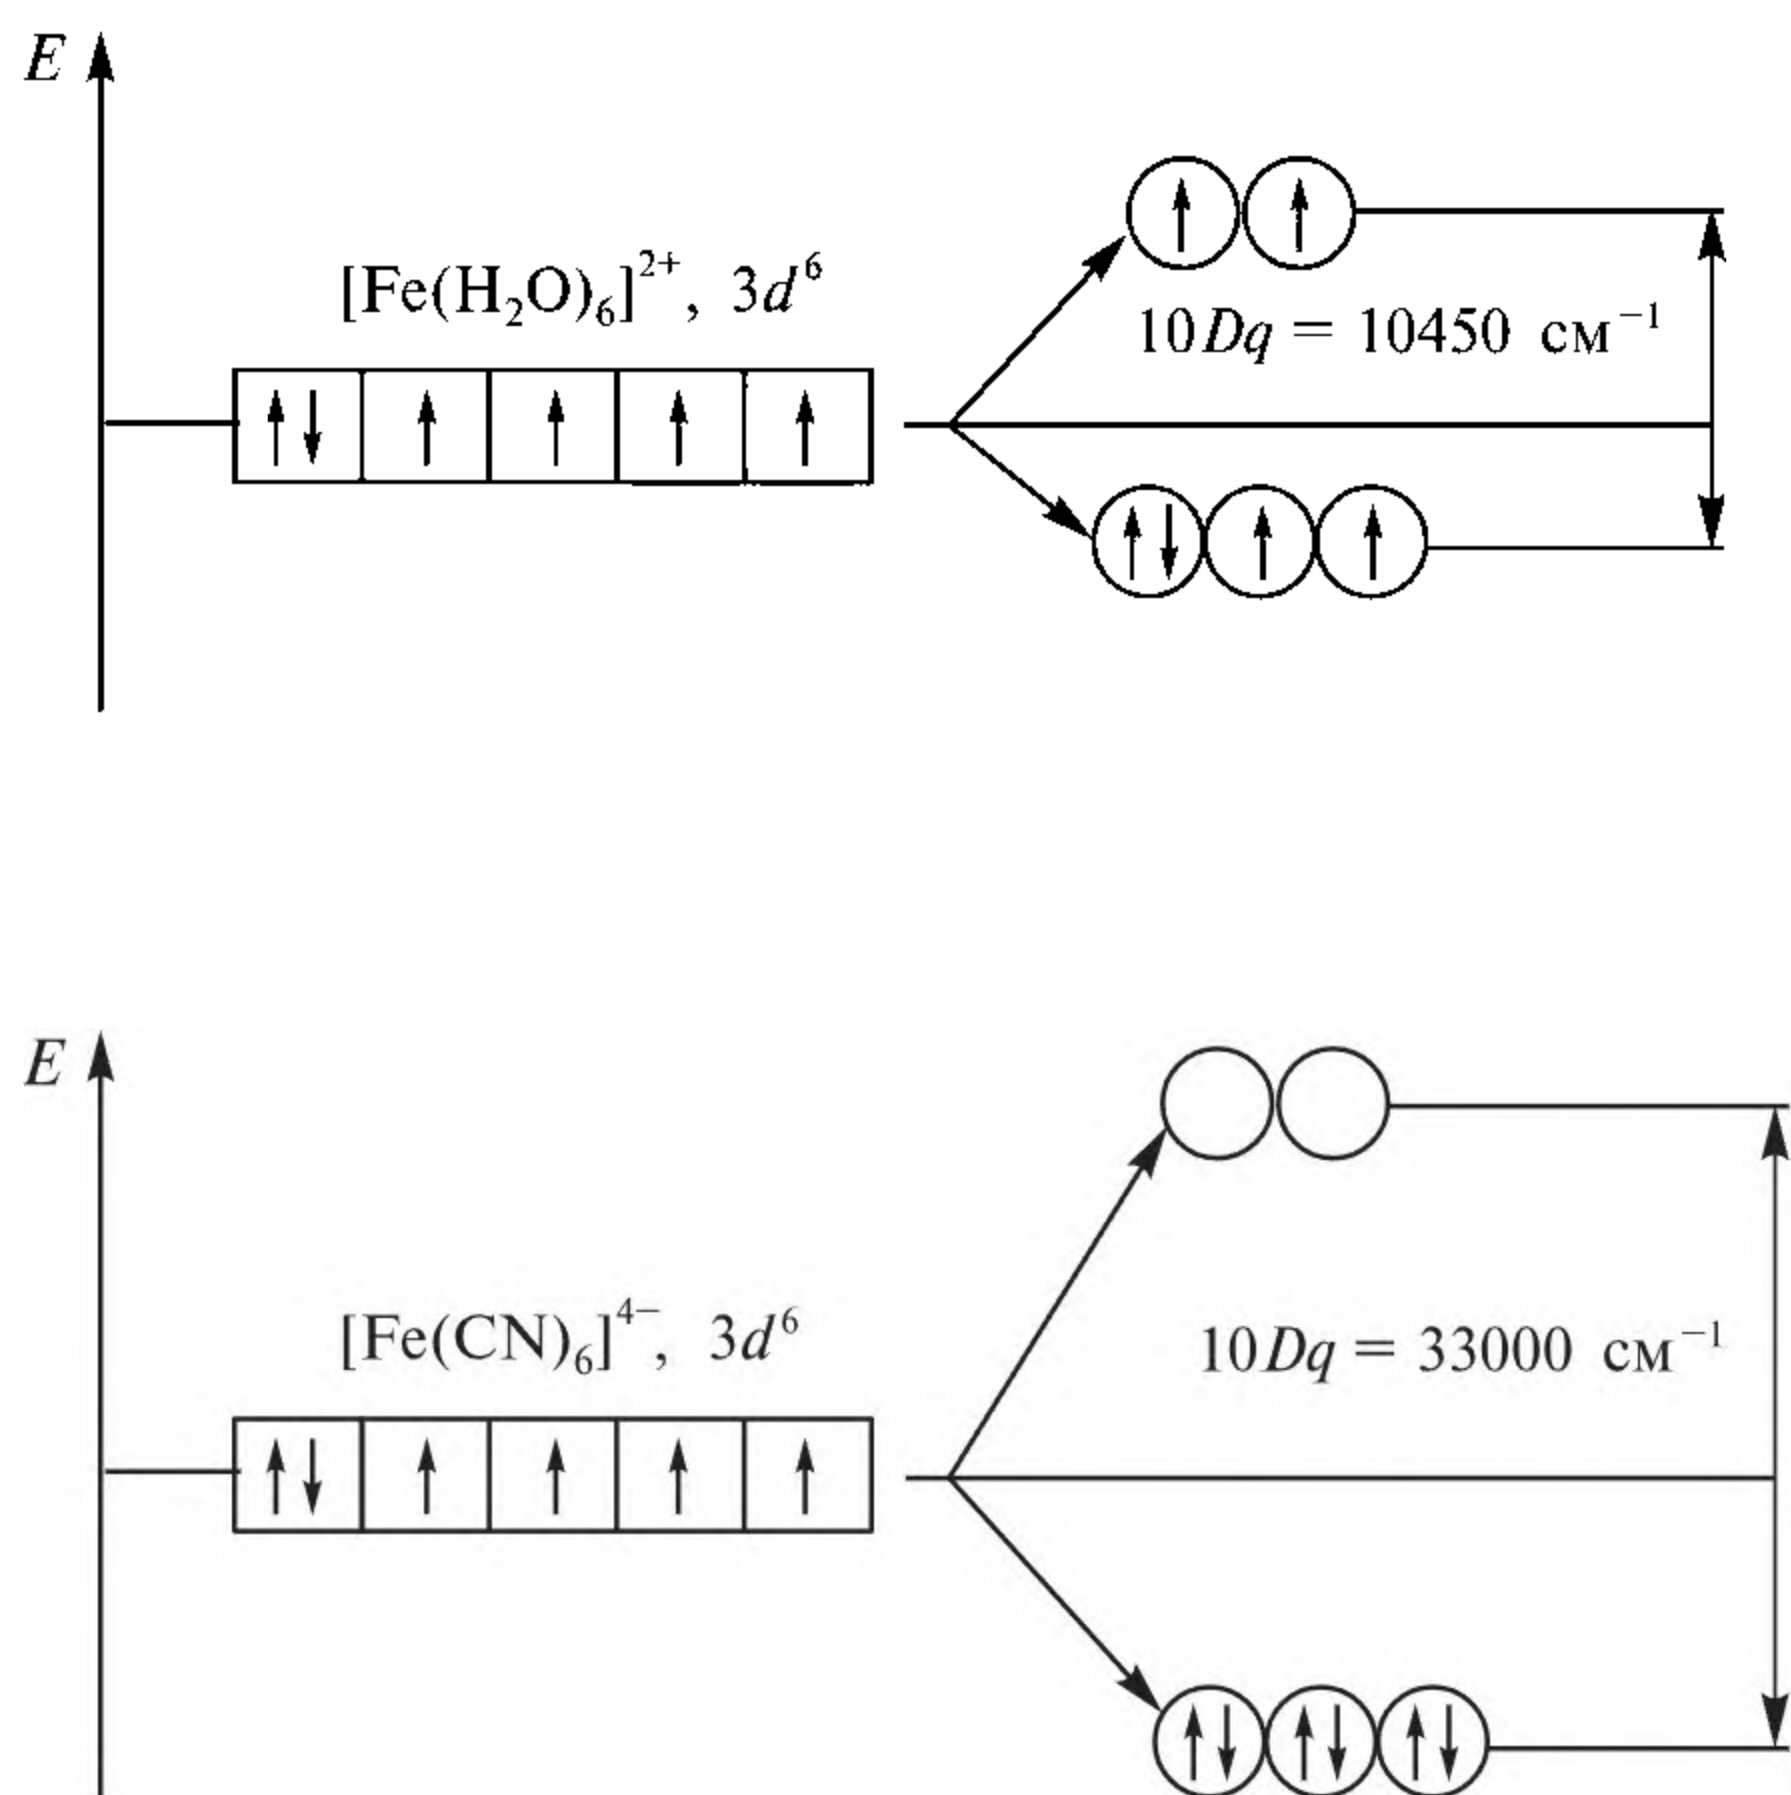 E
[Fe(H₂O)₆]²⁺, 3d⁶
10Dq = 10450 см⁻¹
E
[Fe(CN)₆]⁴⁻, 3d⁶
10Dq = 33000 см⁻¹